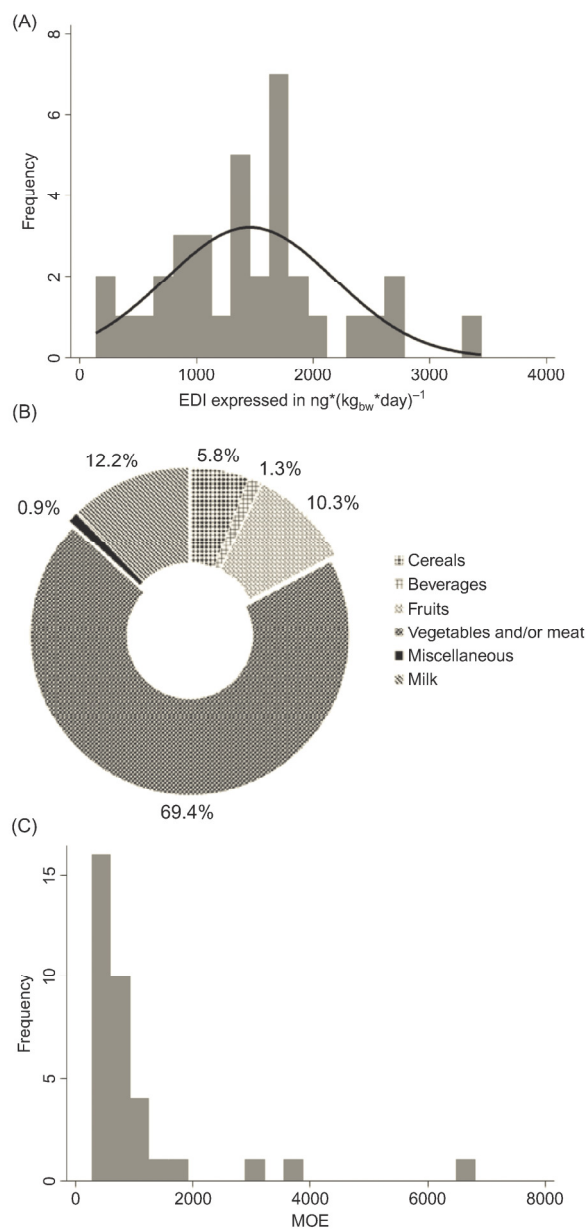 (A)
8
6
4
2
0
Frequency
0 1000 2000 3000 4000
EDI expressed in ng*(kgbw*day)−1
(B)
12.2% 5.8% 1.3%
0.9% 10.3%
Cereals
Beverages
Fruits
Vegetables and/or meat
Miscellaneous
Milk
69.4%
(C)
15
10
5
0
Frequency
0 2000 4000 6000 8000
MOE